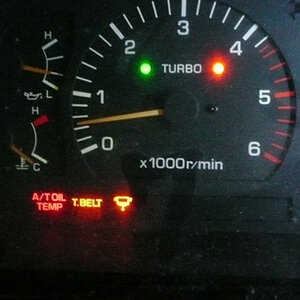 H
L
H
C
0
1
2
3
4
5
6
TURBO
x1000r/min
A/T OIL
TEMP
T.BELT